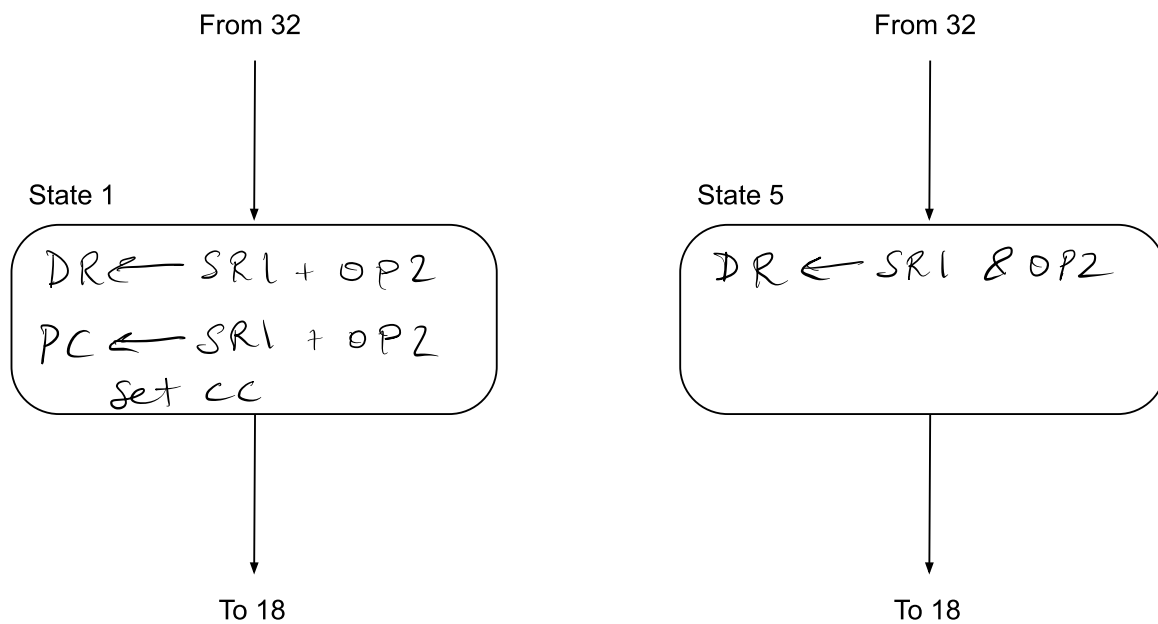 From 32
State 1
DR ← SR1 + OP2
PC ← SR1 + OP2
Set CC
To 18
From 32
State 5
DR ← SR1 & OP2
To 18